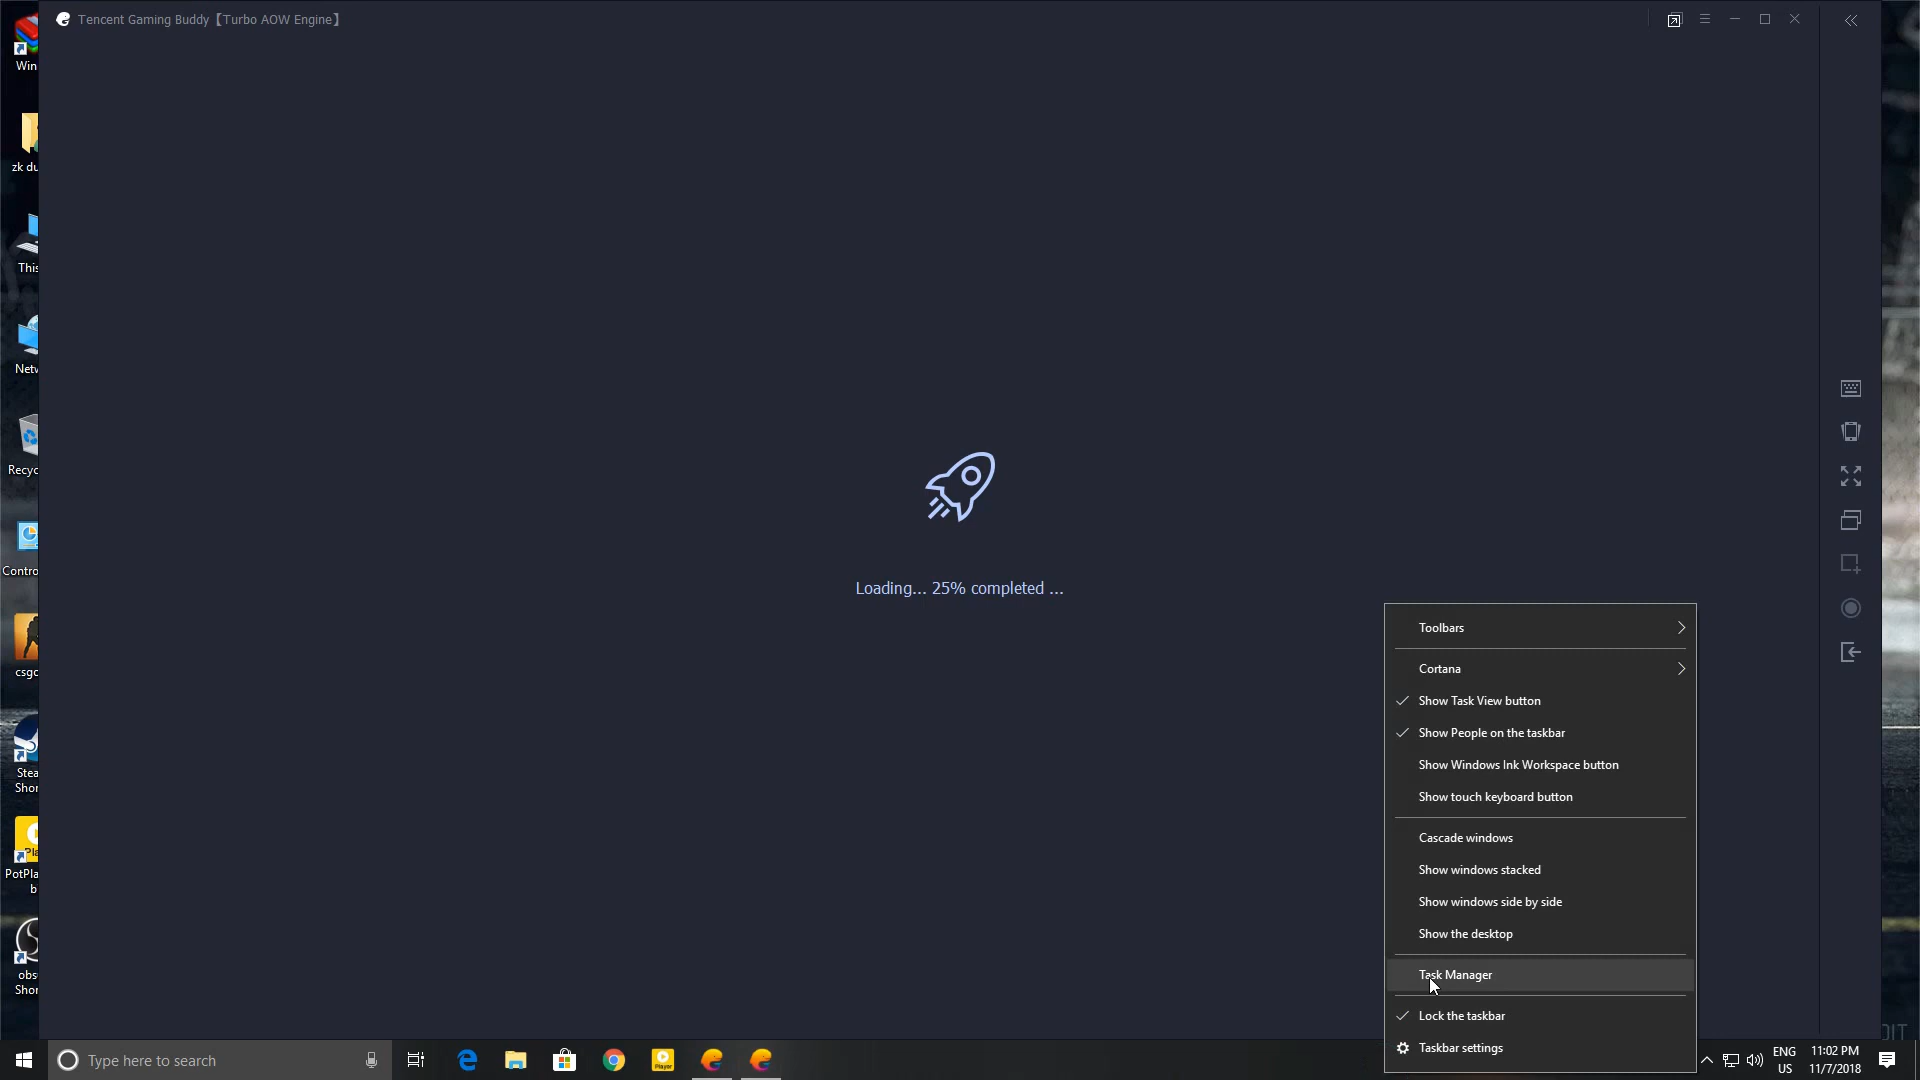 Tencent Gaming Buddy【Turbo AOW Engine】
Win
zk du
This
Netw
Recyc
Contro
csgo
Stea
Shor
PotPla
b
obs
Shor
Loading... 25% completed ...
Toolbars
Cortana
Show Task View button
Show People on the taskbar
Show Windows Ink Workspace button
Show touch keyboard button
Cascade windows
Show windows stacked
Show windows side by side
Show the desktop
Task Manager
Lock the taskbar
Taskbar settings
Type here to search
Player
ENG
US
11:02 PM
11/7/2018